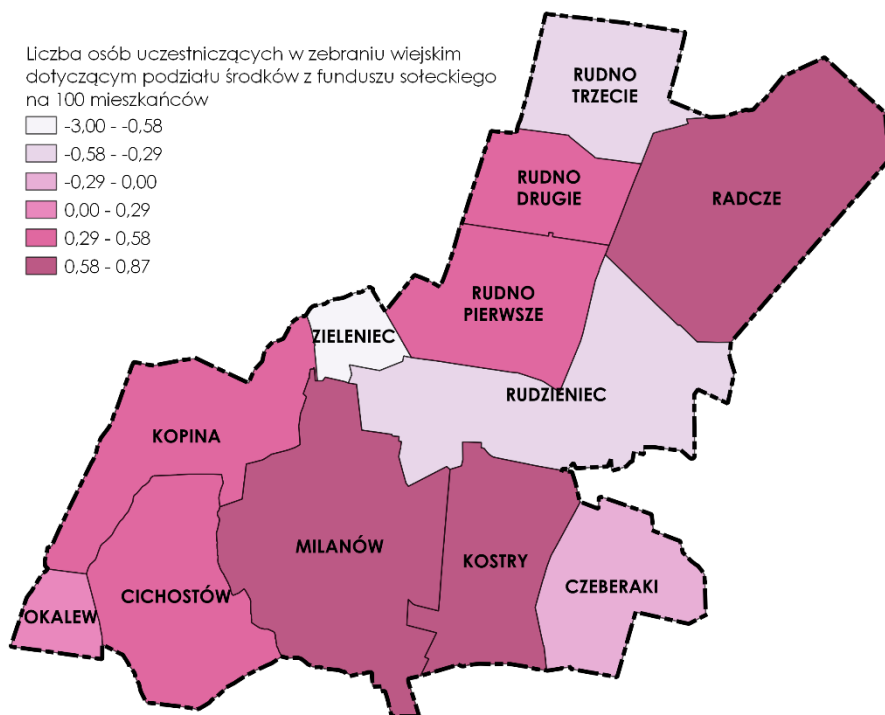 Liczba osób uczestniczących w zebraniu wiejskim
dotyczącym podziału środków z funduszu sołeckiego
na 100 mieszkańców
-3,00 - -0,58
-0,58 - -0,29
-0,29 - 0,00
0,00 - 0,29
0,29 - 0,58
0,58 - 0,87
RUDNO
TRZECIE
RUDNO
DRUGIE
RADCZE
RUDNO
PIERWSZE
ZIELENIEC
RUDZIENIEC
KOPINA
MILANÓW
KOSTRY
CZEBERAKI
CICHOSTÓW
OKALEW